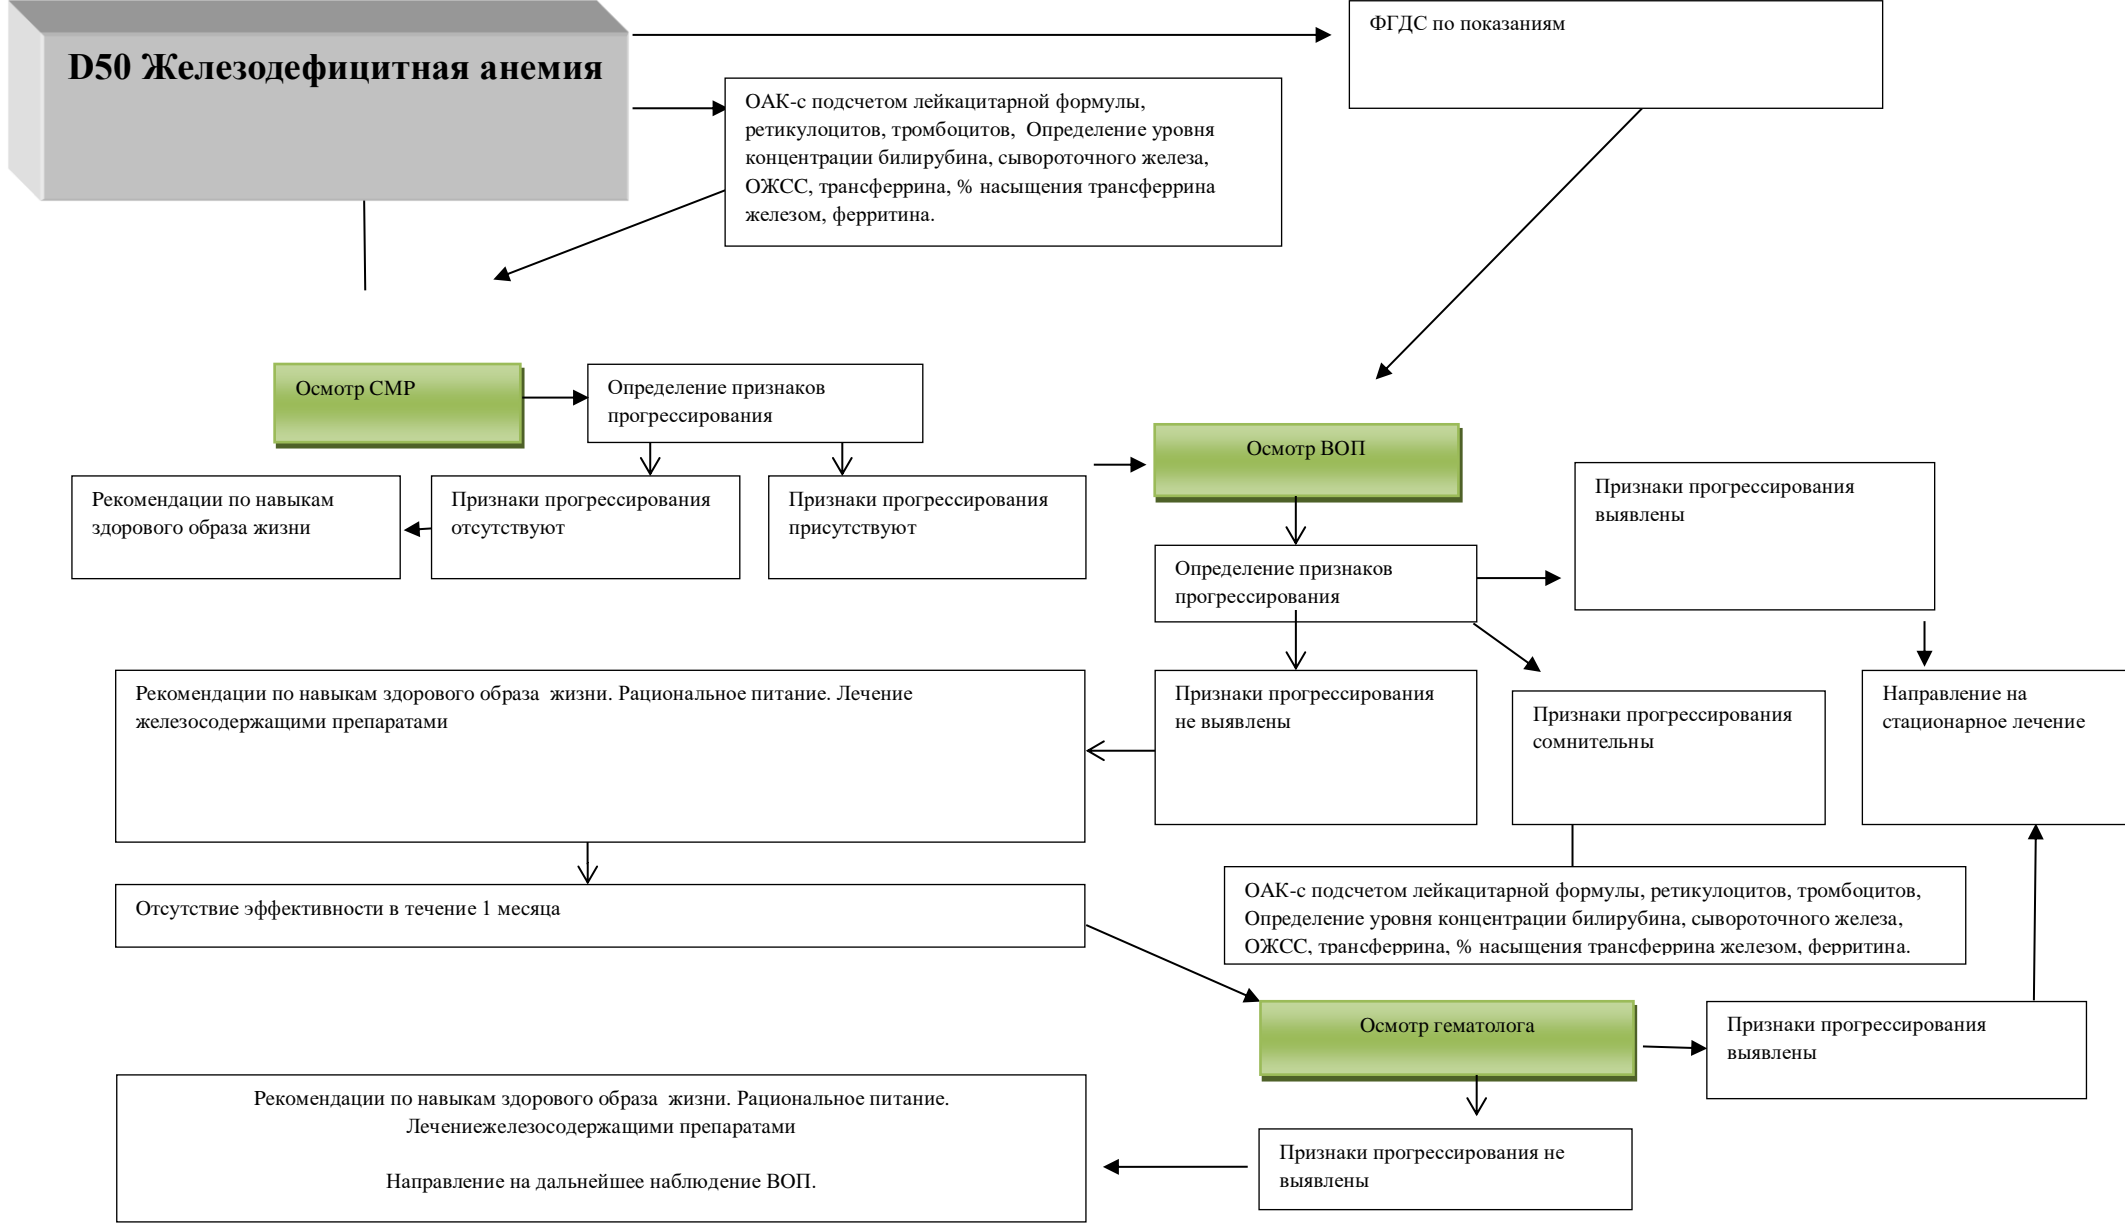 D50 Железодефицитная анемия
ФГДС по показаниям
ОАК-с подсчетом лейкацитарной формулы,
ретикулоцитов, тромбоцитов,  Определение уровня
концентрации билирубина, сывороточного железа,
ОЖСС, трансферрина, % насыщения трансферрина
железом, ферритина.
Осмотр СМР
Определение признаков
прогрессирования
Рекомендации по навыкам
здорового образа жизни
Признаки прогрессирования
отсутствуют
Признаки прогрессирования
присутствуют
Осмотр ВОП
Определение признаков
прогрессирования
Признаки прогрессирования
выявлены
Рекомендации по навыкам здорового образа  жизни. Рациональное питание. Лечение
железосодержащими препаратами
Признаки прогрессирования
не выявлены
Признаки прогрессирования
сомнительны
Направление на
стационарное лечение
Отсутствие эффективности в течение 1 месяца
ОАК-с подсчетом лейкацитарной формулы, ретикулоцитов, тромбоцитов,
Определение уровня концентрации билирубина, сывороточного железа,
ОЖСС, трансферрина, % насыщения трансферрина железом, ферритина.
Осмотр гематолога
Признаки прогрессирования
выявлены
Рекомендации по навыкам здорового образа  жизни. Рациональное питание.
Лечениежелезосодержащими препаратами
Направление на дальнейшее наблюдение ВОП.
Признаки прогрессирования не
выявлены